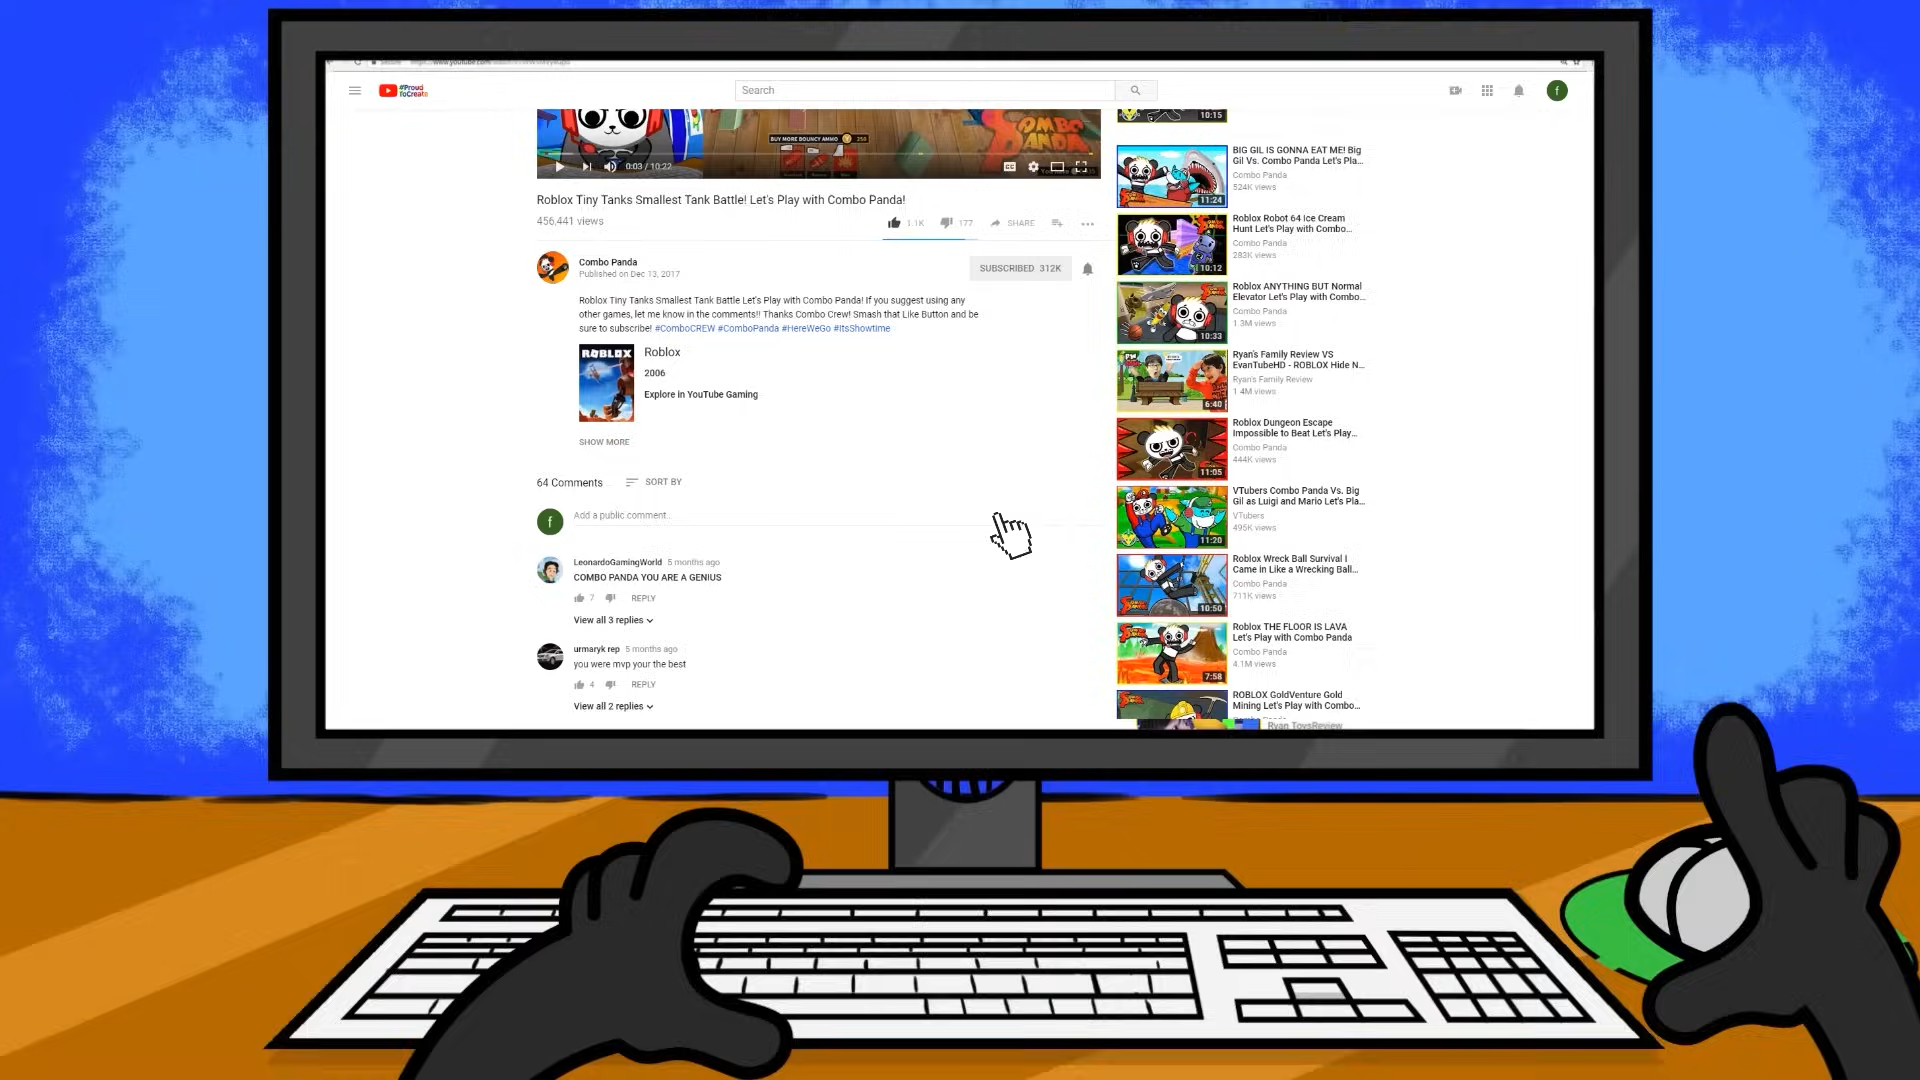 Secure
#Proud
toCreate
Search
f
BUY MORE BOUNCY AMMO 250
COMBO
PANDA
0:03 / 10:22
CC
Roblox Tiny Tanks Smallest Tank Battle! Let's Play with Combo Panda!
456,441 views
1.1K
177
SHARE
Combo Panda
Published on Dec 13, 2017
SUBSCRIBED 312K
Roblox Tiny Tanks Smallest Tank Battle Let's Play with Combo Panda! If you suggest using any
other games, let me know in the comments!! Thanks Combo Crew! Smash that Like Button and be
sure to subscribe! #ComboCREW #ComboPanda #HereWeGo #ItsShowtime
ROBLOX
Roblox
2006
Explore in YouTube Gaming
SHOW MORE
64 Comments
SORT BY
f
Add a public comment...
LeonardoGamingWorld 5 months ago
COMBO PANDA YOU ARE A GENIUS
7
REPLY
View all 3 replies
urmaryk rep 5 months ago
you were mvp your the best
4
REPLY
View all 2 replies
10:15
BIG GIL IS GONNA EAT ME! Big
Gil Vs. Combo Panda Let's Pla...
Combo Panda
524K views
11:24
Roblox Robot 64 Ice Cream
Hunt Let's Play with Combo...
Combo Panda
283K views
10:12
Roblox ANYTHING BUT Normal
Elevator Let's Play with Combo...
Combo Panda
1.3M views
10:33
Ryan's Family Review VS
EvanTubeHD - ROBLOX Hide N...
Ryan's Family Review
1.4M views
6:40
Roblox Dungeon Escape
Impossible to Beat Let's Play...
Combo Panda
444K views
11:05
VTubers Combo Panda Vs. Big
Gil as Luigi and Mario Let's Pla...
VTubers
495K views
11:20
Roblox Wreck Ball Survival I
Came in Like a Wrecking Ball...
Combo Panda
711K views
10:50
Roblox THE FLOOR IS LAVA
Let's Play with Combo Panda
Combo Panda
4.1M views
7:58
ROBLOX GoldVenture Gold
Mining Let's Play with Combo...
Ryan ToysReview